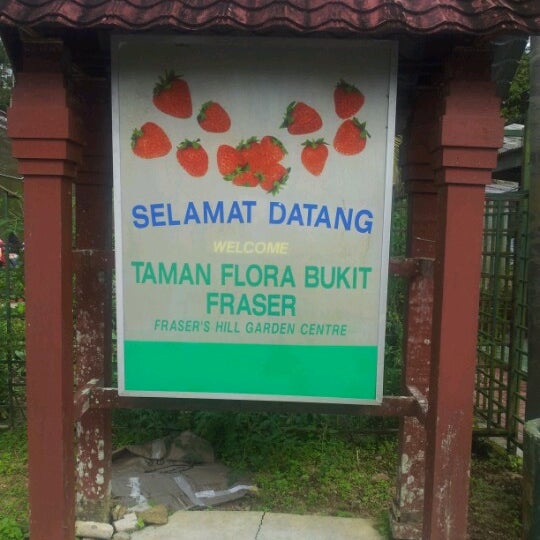 SELAMAT DATANG
WELCOME
TAMAN FLORA BUKIT
FRASER
FRASER'S HILL GARDEN CENTRE